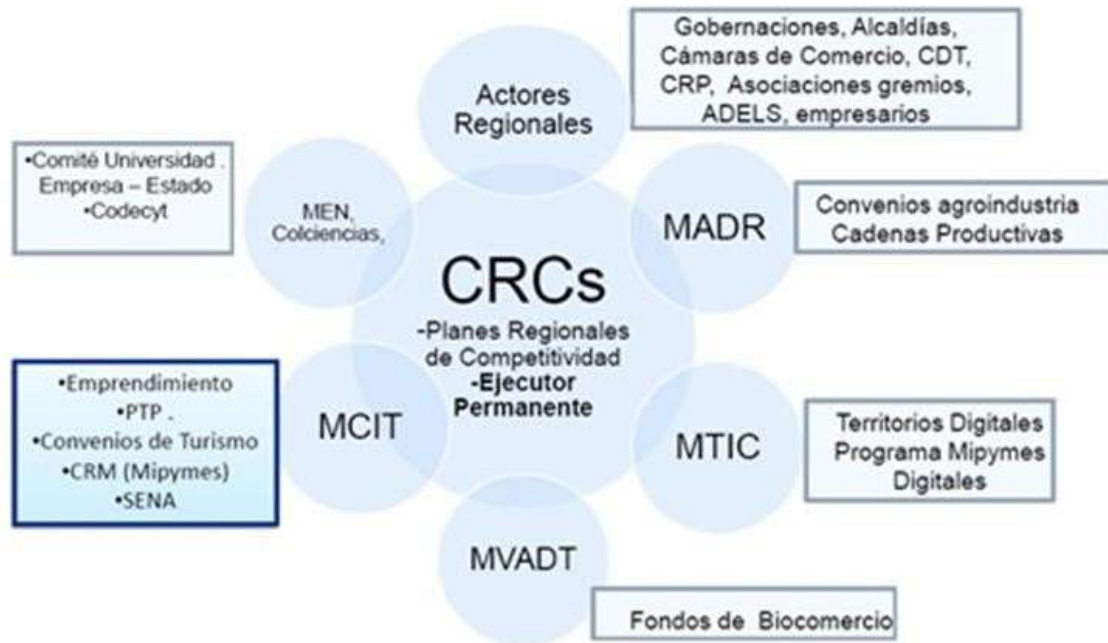 Gobernaciones, Alcaldías,
Cámaras de Comercio, CDT,
CRP, Asociaciones gremios,
ADELS, empresarios
Actores
Regionales
•Comité Universidad .
Empresa – Estado
•Codecyt
MEN,
Colciencias,
MADR
Convenios agroindustria
Cadenas Productivas
CRCs
-Planes Regionales
de Competitividad
-Ejecutor
Permanente
•Emprendimiento
•PTP .
•Convenios de Turismo
•CRM (Mipymes)
•SENA
MCIT
MTIC
Territorios Digitales
Programa Mipymes
Digitales
MVADT
Fondos de Biocomercio